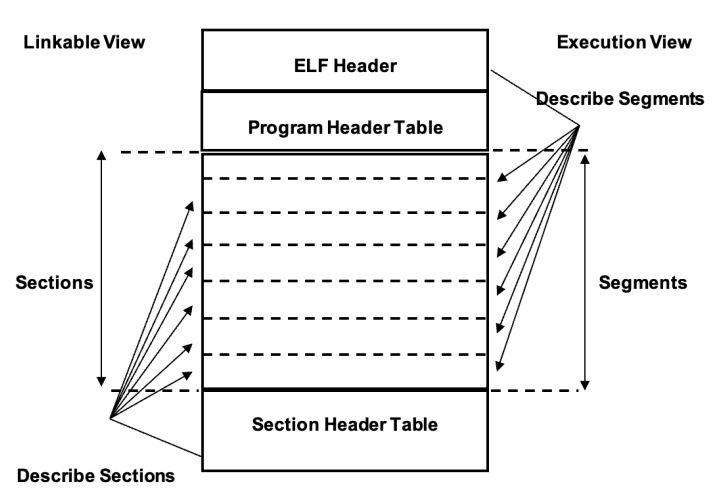 Linkable View
Execution View
ELF Header
Describe Segments
Program Header Table
Sections
Segments
Section Header Table
Describe Sections